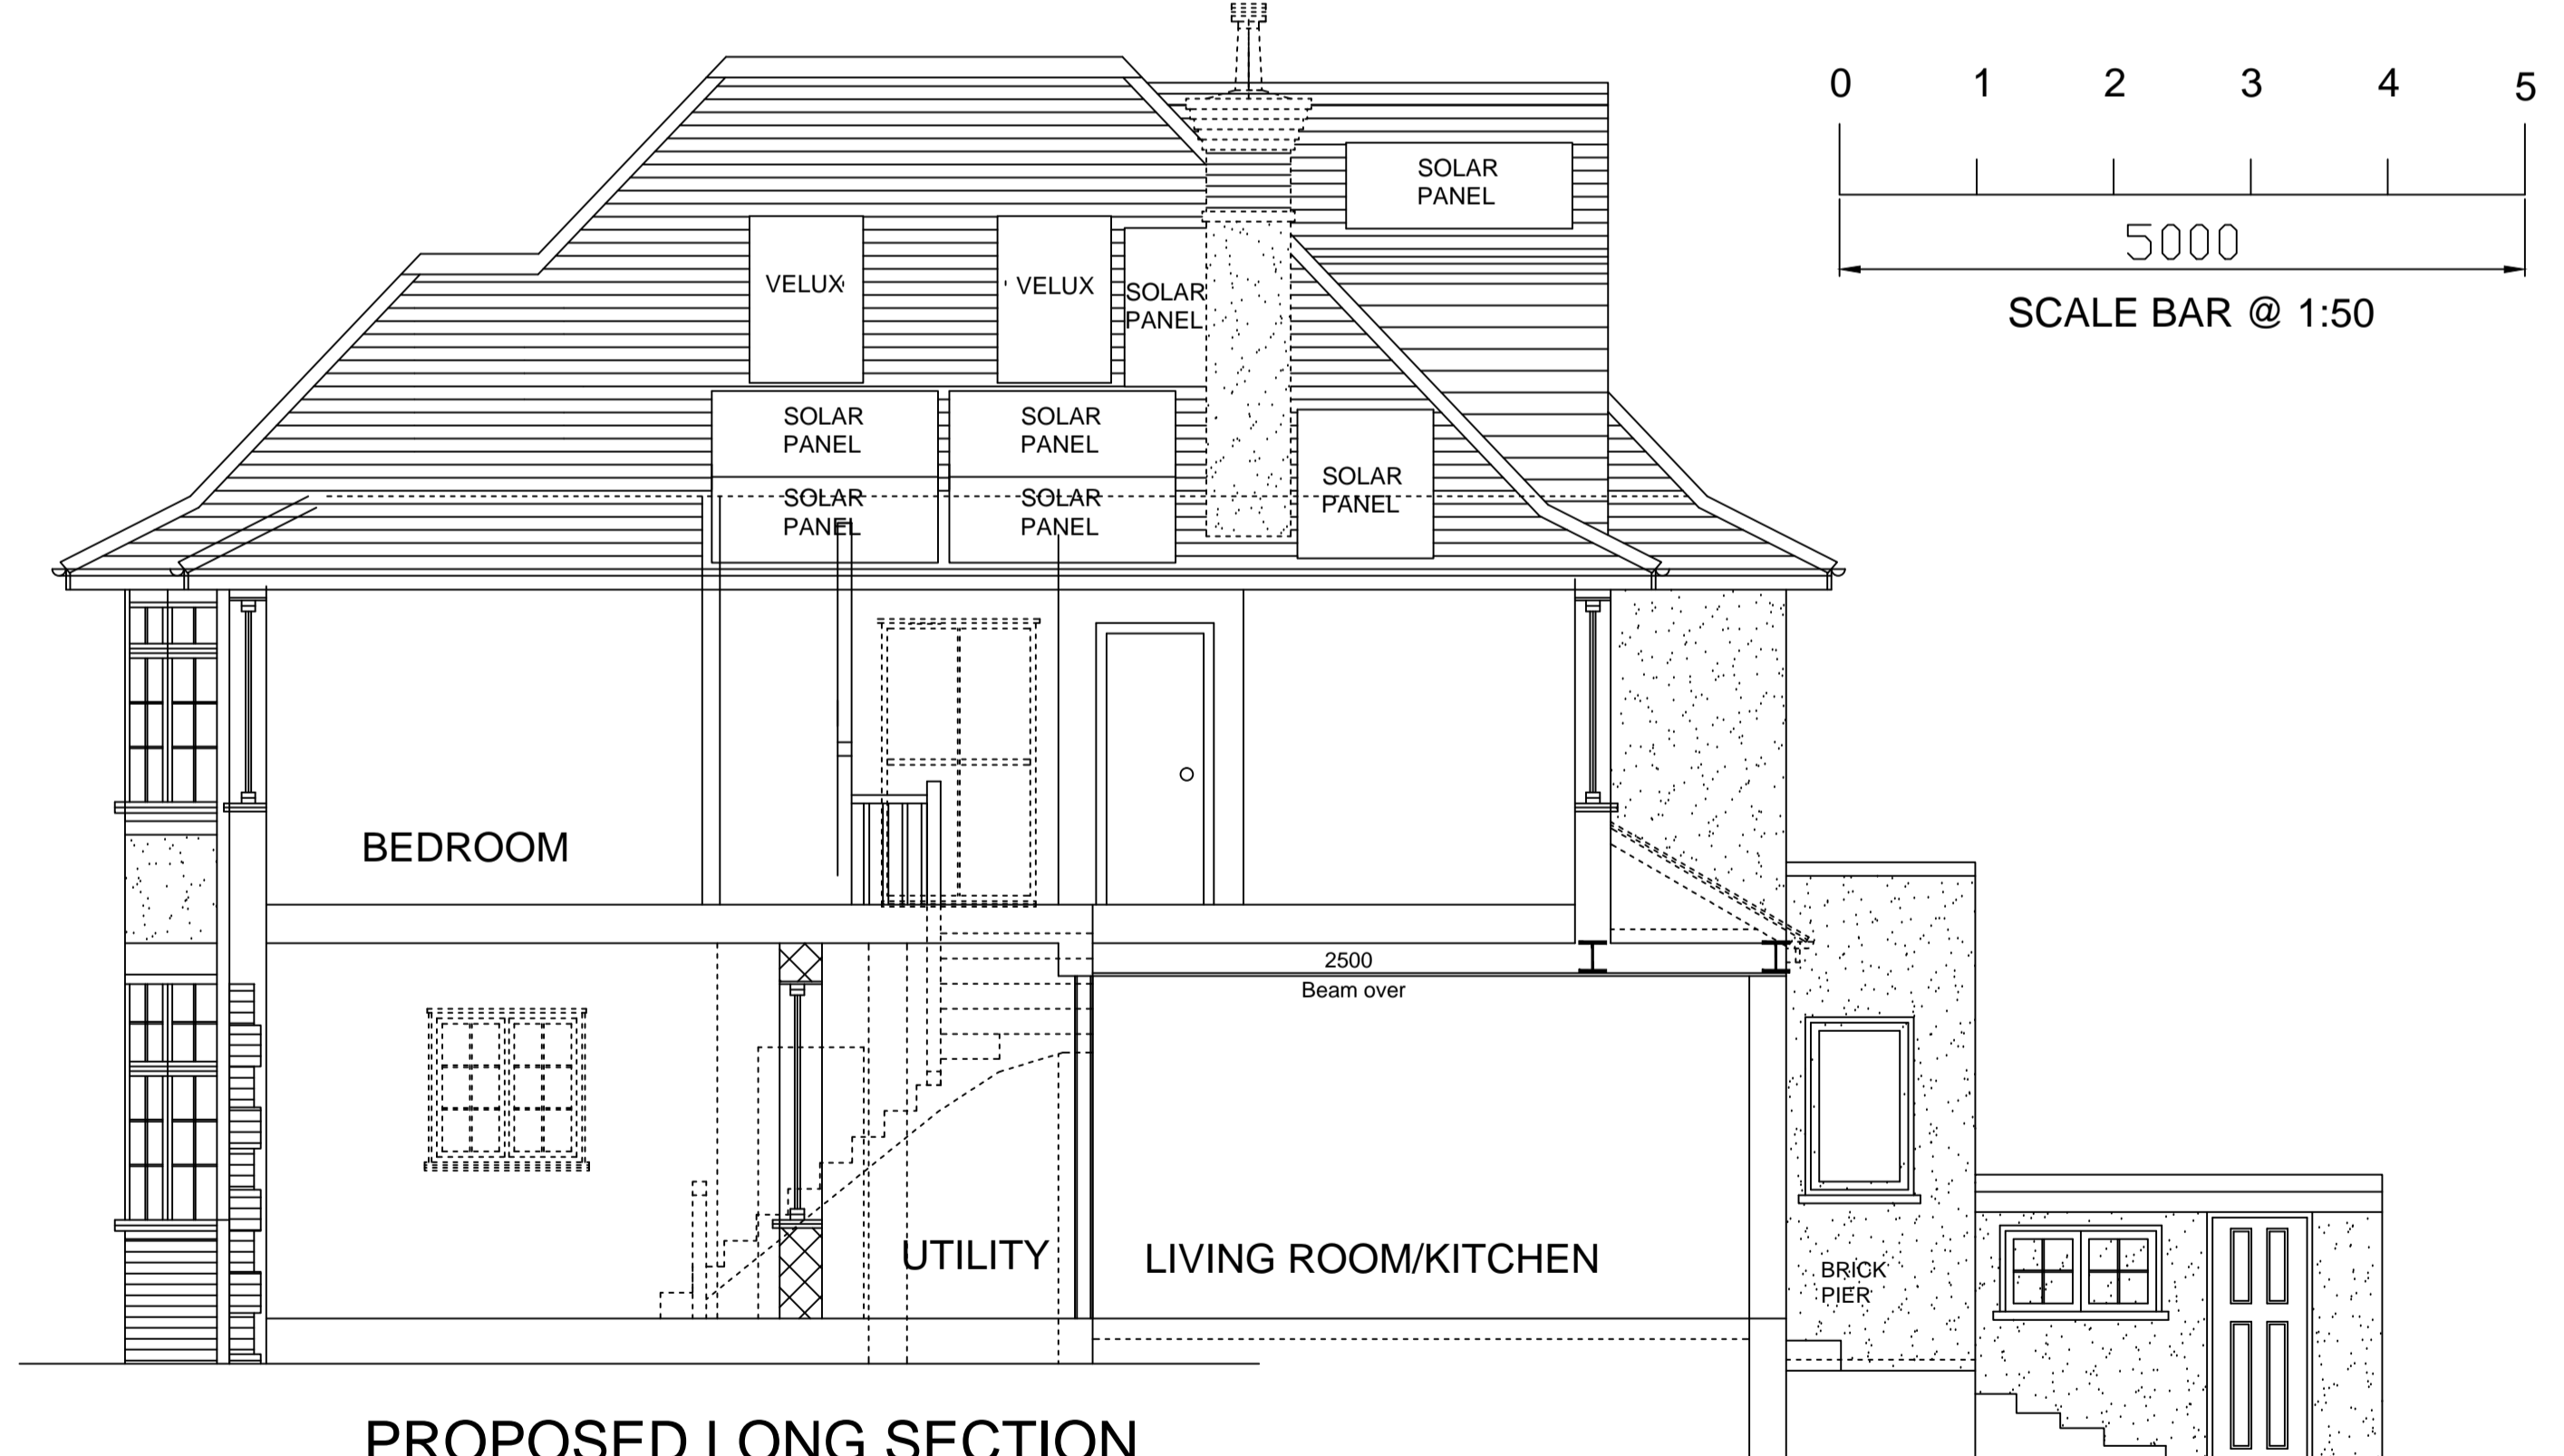 0 1 2 3 4 5
5000
SCALE BAR @ 1:50
SOLAR
PANEL
VELUX
VELUX
SOLAR
PANEL
SOLAR
PANEL
SOLAR
PANEL
SOLAR
PANEL
SOLAR
PANEL
SOLAR
PANEL
BEDROOM
2500
Beam over
UTILITY
LIVING ROOM/KITCHEN
BRICK
PIER
PROPOSED LONG SECTION